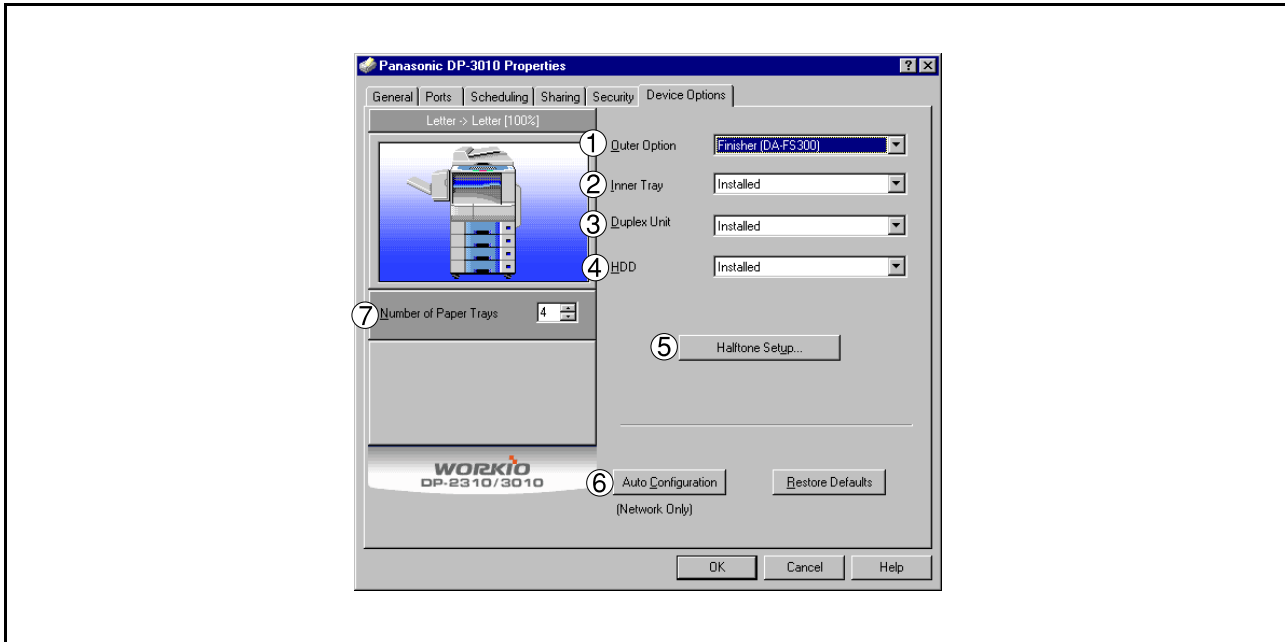 Panasonic DP-3010 Properties
General Ports Scheduling Sharing Security Device Options
Letter -> Letter [100%]
1 Outer Option Finisher (DA-FS300)
2 Inner Tray Installed
3 Duplex Unit Installed
4 HDD Installed
7 Number of Paper Trays 4
5 Halftone Setup...
WORKIO
DP-2310/3010
6 Auto Configuration Restore Defaults
(Network Only)
OK Cancel Help